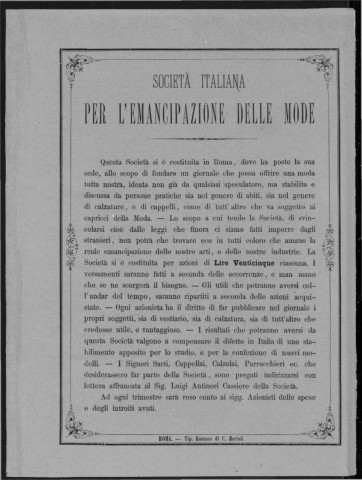 SOCIETÀ ITALIANA
PER L'EMANCIPAZIONE DELLE MODE
Questa Società si è costituita in Roma, dove ha posto la sua
sede, allo scopo di fondare un giornale che possa offrire una moda
tutta nostra, ideata non già da qualsiasi speculatore, ma stabilita e
discussa da persone pratiche sia nel genere di abiti, sia nel genere
di calzature, e di cappelli, come di tutt'altro che va soggetto ai
capricci della Moda. — Lo scopo a cui tende la Società, di svin-
colarsi cioè dalle leggi che finora ci siamo fatti imporre dagli
stranieri, non potrà che trovare eco in tutti coloro che amano la
reale emancipazione delle nostre arti, e delle nostre industrie. La
Società si è costituita per azioni di Lire Venticinque ciascuna. I
versamenti saranno fatti a seconda delle occorrenze, e man mano
che se ne scorgerà il bisogno. — Gli utili che potranno aversi col-
l'andar del tempo, saranno ripartiti a seconda delle azioni acqui-
state. — Ogni azionista ha il diritto di far pubblicare nel giornale i
propri soggetti, sia di vestiario, sia di calzatura, sia di tutt'altro che
credesse utile, e vantaggioso. — I risultati che potranno aversi da
questa Società valgono a compensare il difetto in Italia di uno sta-
bilimento apposito per lo studio, e per la confezione di nuovi mo-
delli. — I Signori Sarti, Cappellini, Calzolai, Parrucchieri ec. che
desiderassero far parte della Società, sono pregati indirizzarsi con
lettera affrancata al Sig. Luigi Antinori Cassiere della Società.
Ad ogni trimestre sarà reso conto ai sigg. Azionisti delle spese
e degli introiti avuti.
ROMA. — Tip. Romana di C. Bartoli